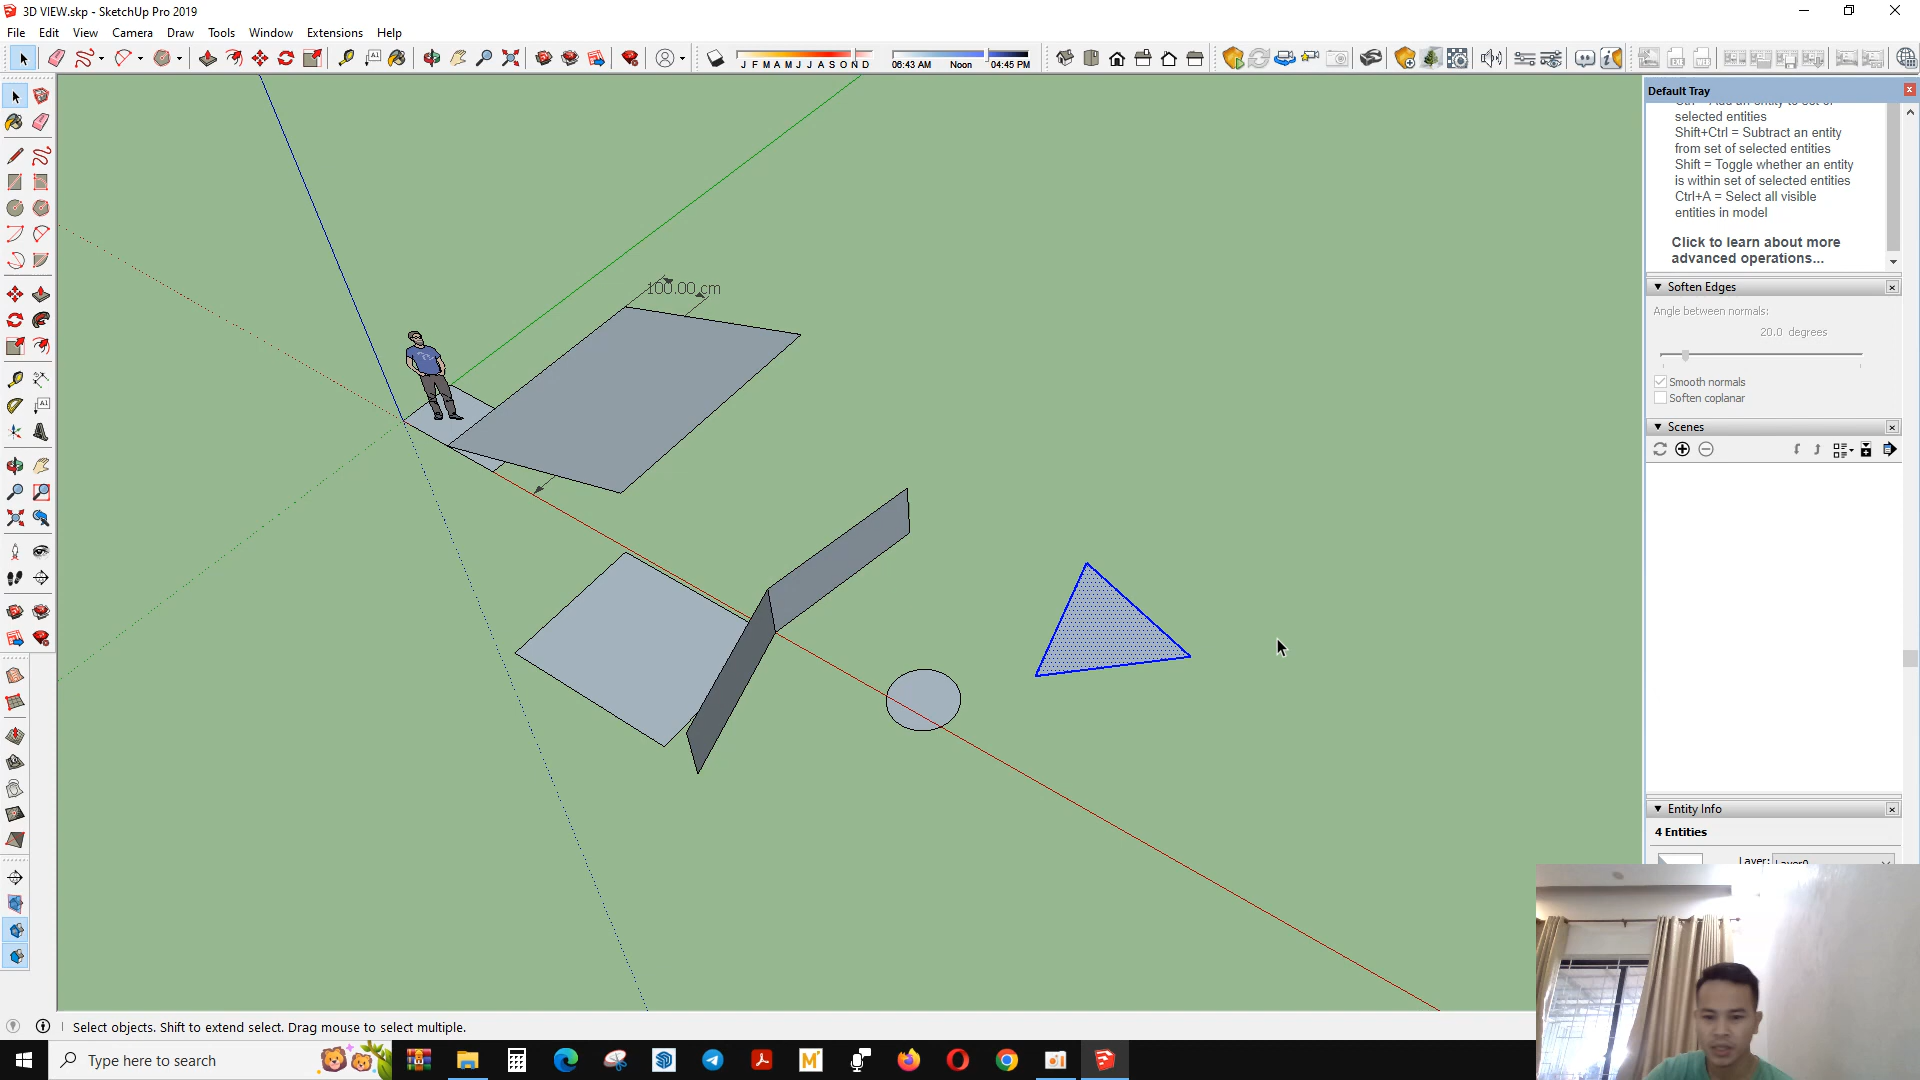 3D VIEW.skp - SketchUp Pro 2019
File Edit View Camera Draw Tools Window Extensions Help
J F M A M J J A S O N D
06:43 AM Noon 04:45 PM
Default Tray
selected entities
Shift+Ctrl = Subtract an entity
from set of selected entities
Shift = Toggle whether an entity
is within set of selected entities
Ctrl+A = Select all visible
entities in model
Click to learn about more
advanced operations...
Soften Edges
Angle between normals:
20.0 degrees
Smooth normals
Soften coplanar
Scenes
Entity Info
4 Entities
Layer: Layer0
100.00 cm
Select objects. Shift to extend select. Drag mouse to select multiple.
Type here to search